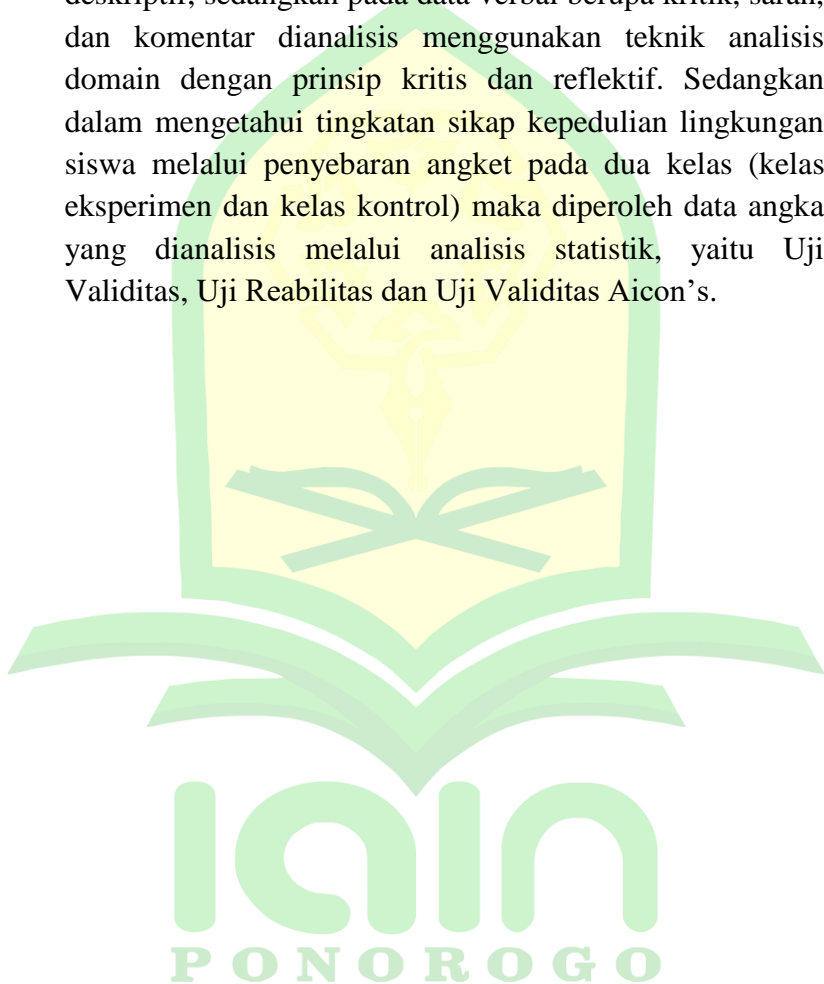 deskriptif, sedangkan pada data verbal berupa kritik, saran,
dan komentar dianalisis menggunakan teknik analisis
domain dengan prinsip kritis dan reflektif. Sedangkan
dalam mengetahui tingkatan sikap kepedulian lingkungan
siswa melalui penyebaran angket pada dua kelas (kelas
eksperimen dan kelas kontrol) maka diperoleh data angka
yang dianalisis melalui analisis statistik, yaitu Uji
Validitas, Uji Reabilitas dan Uji Validitas Aicon's.
iain
PONOROGO